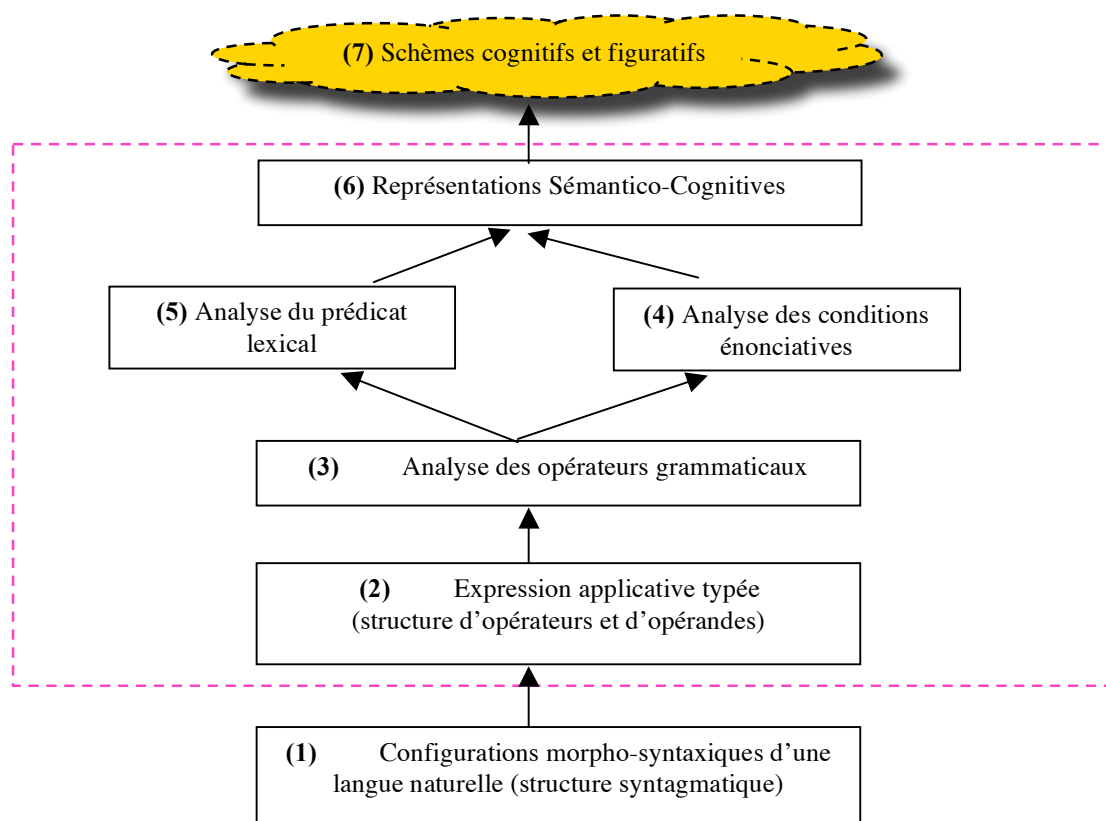 (7) Schèmes cognitifs et figuratifs
(6) Représentations Sémantico-Cognitives
(5) Analyse du prédicat
lexical
(4) Analyse des conditions
énonciatives
(3) Analyse des opérateurs grammaticaux
(2) Expression applicative typée
(structure d’opérateurs et d’opérandes)
(1) Configurations morpho-syntaxiques d’une
langue naturelle (structure syntagmatique)